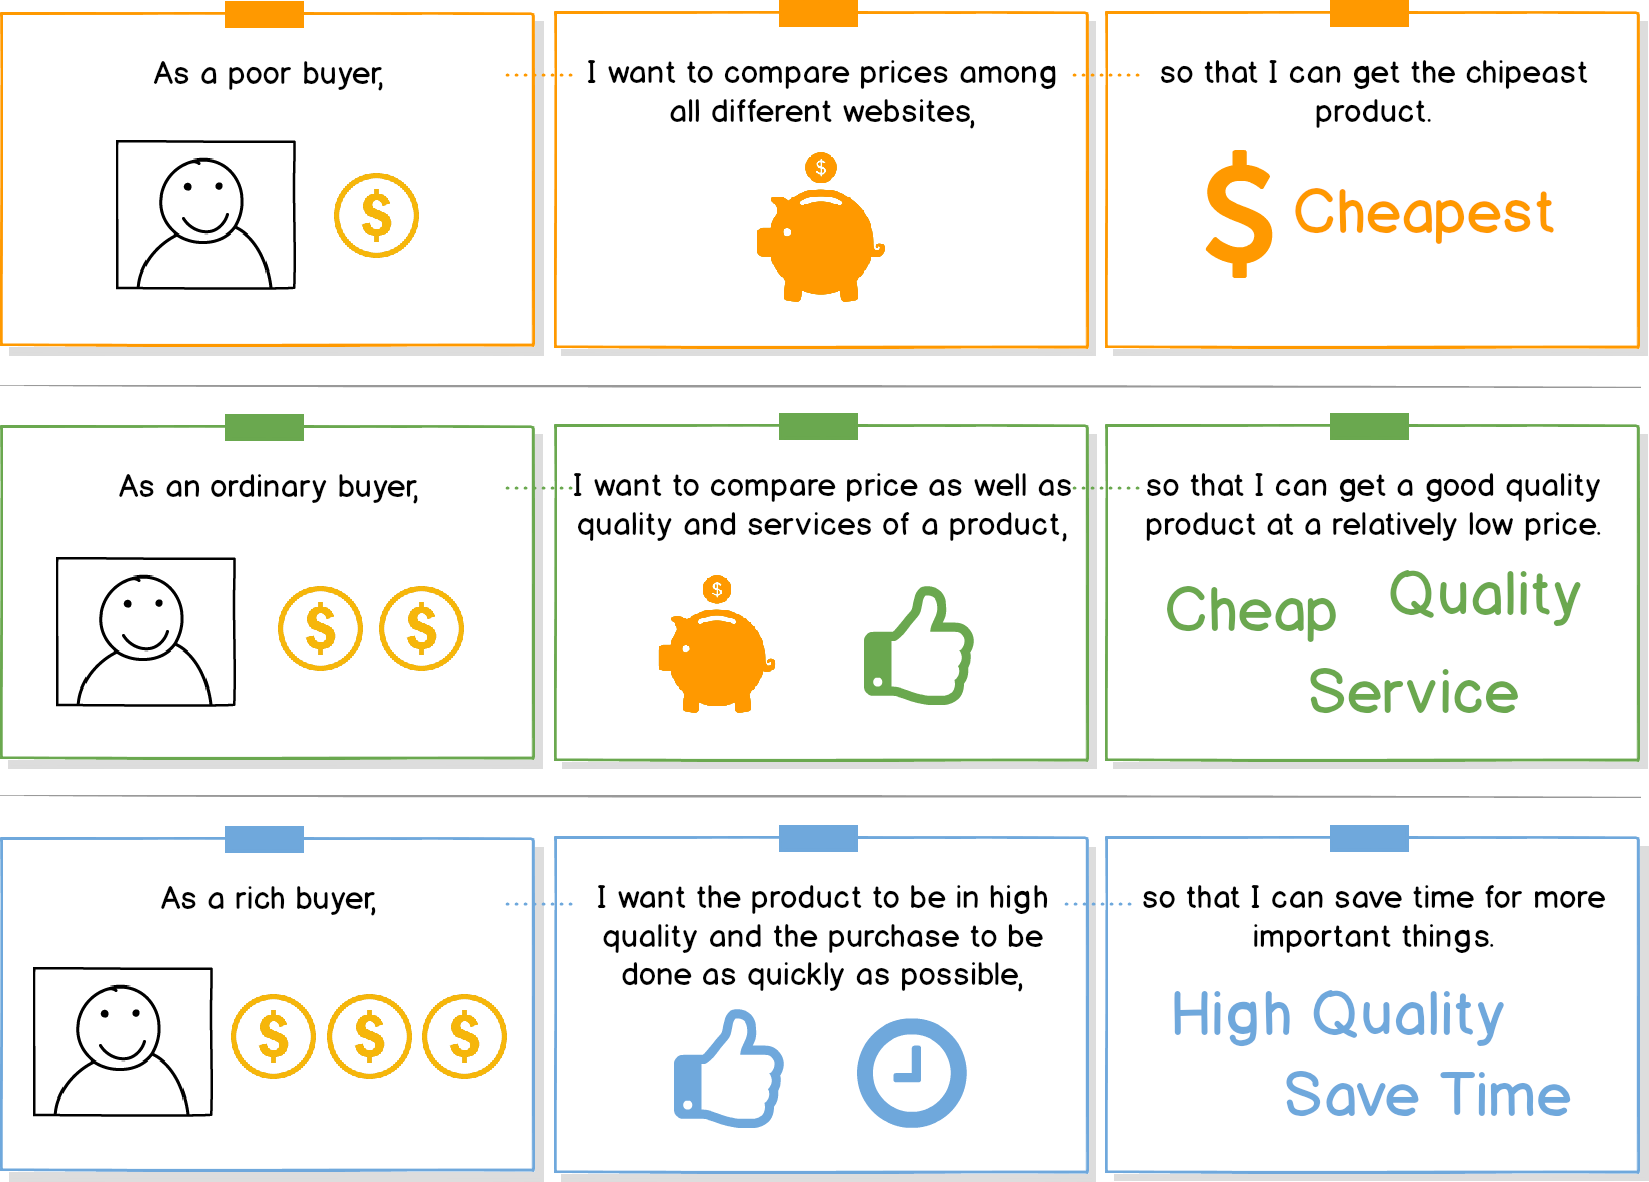 As a poor buyer,
I want to compare prices among
all different websites,
so that I can get the chipeast
product.
$
$
$ Cheapest
As an ordinary buyer,
I want to compare price as well as
quality and services of a product,
so that I can get a good quality
product at a relatively low price.
$ $
$
Cheap Quality
Service
As a rich buyer,
I want the product to be in high
quality and the purchase to be
done as quickly as possible,
so that I can save time for more
important things.
$ $ $
High Quality
Save Time